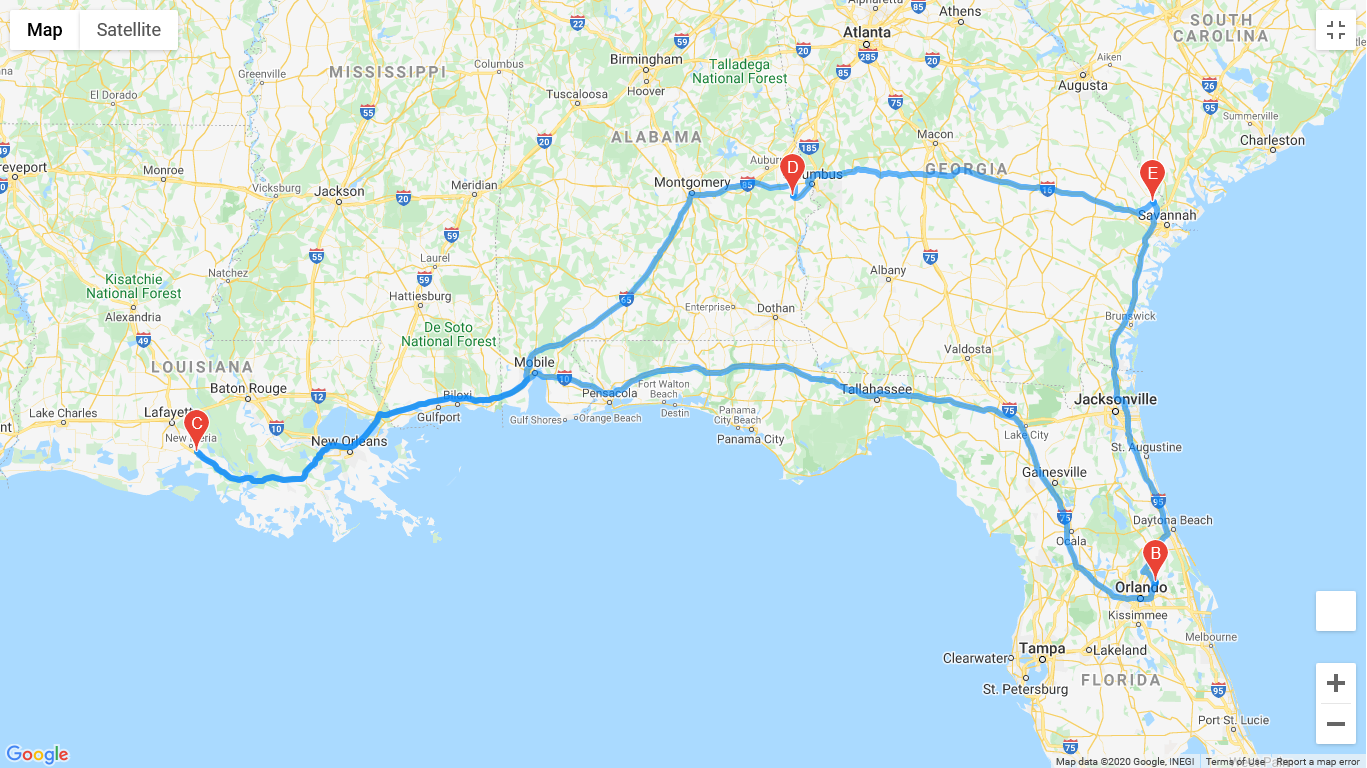 Map
Satellite
Alpharetta
Athens
85
SOUTH
CAROLINA
22
59
Atlanta
20
285
Birmingham
Talladega
National Forest
Hoover
Columbus
MISSISSIPPI
Greenville
El Dorado
Tuscaloosa
85
20
Aiken
Augusta
26
95
75
55
Summerville
Charleston
Macon
ALABAMA
20
185
49
Monroe
Auburn
GEORGIA
D
E
Vicksburg
Jackson
Meridian
Montgomery
85
16
20
Savannah
59
Laurel
55
Natchez
59
75
Albany
Kisatchie
National Forest
Hattiesburg
65
Enterprise
Dothan
Alexandria
De Soto
National Forest
Brunswick
49
LOUISIANA
Valdosta
Mobile
10
Baton Rouge
12
Biloxi
Pensacola
Fort Walton
Beach
Tallahassee
Lake Charles
Lafayette
Gulfport
Gulf Shores
Orange Beach
Destin
Panama
City Beach
Panama City
75
Jacksonville
C
10
Lake City
New Iberia
New Orleans
St. Augustine
Gainesville
95
75
Daytona Beach
Ocala
B
Orlando
Kissimmee
Melbourne
Tampa
Clearwater
Lakeland
St. Petersburg
FLORIDA
95
Port St. Lucie
75
Google
Map data ©2020 Google, INEGI
Terms of Use
Report a map error